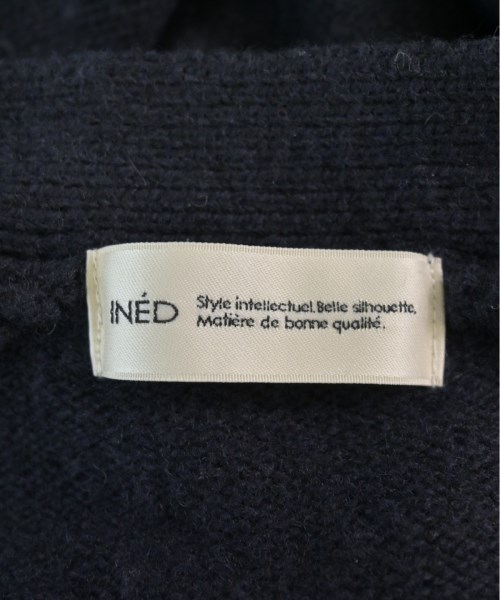 INÉD
Style intellectuel.Belle silhouette.
Matière de bonne qualité.